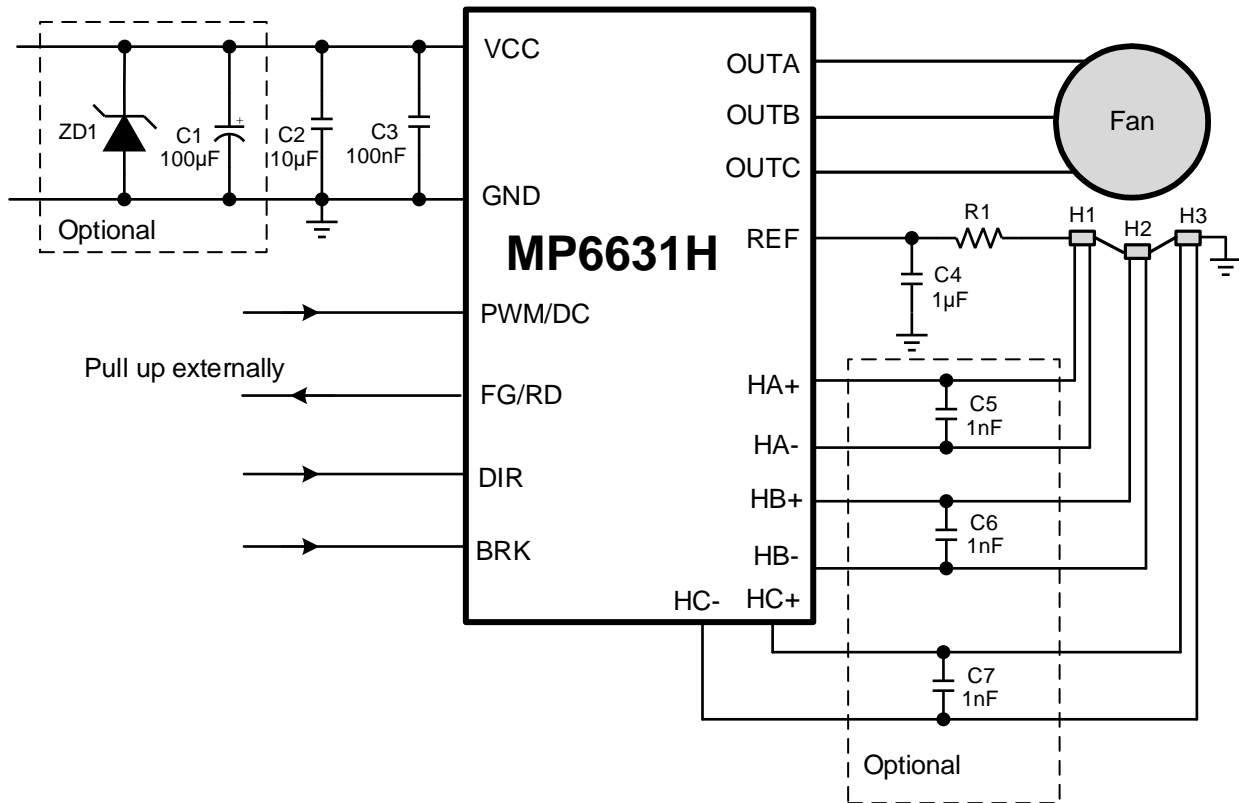 VCC
OUTA
OUTB
Fan
ZD1
C1
100µF
+
C2
10µF
C3
100nF
OUTC
GND
Optional
MP6631H
REF
R1
H1
H2
H3
C4
1µF
PWM/DC
Pull up externally
FG/RD
HA+
C5
1nF
HA-
DIR
HB+
C6
1nF
BRK
HB-
HC-
HC+
C7
1nF
Optional